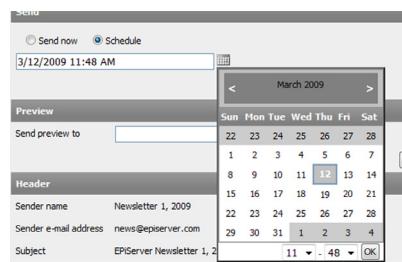 Send
Send now Schedule
3/12/2009 11:48 AM
< March 2009 >
Sun Mon Tue Wed Thu Fri Sat
22 23 24 25 26 27 28
1 2 3 4 5 6 7
8 9 10 11 12 13 14
15 16 17 18 19 20 21
22 23 24 25 26 27 28
29 30 31 1 2 3 4
11 - 48 OK
Preview
Send preview to
Header
Sender name Newsletter 1, 2009
Sender e-mail address news@episerver.com
Subject EPiServer Newsletter 1, 2